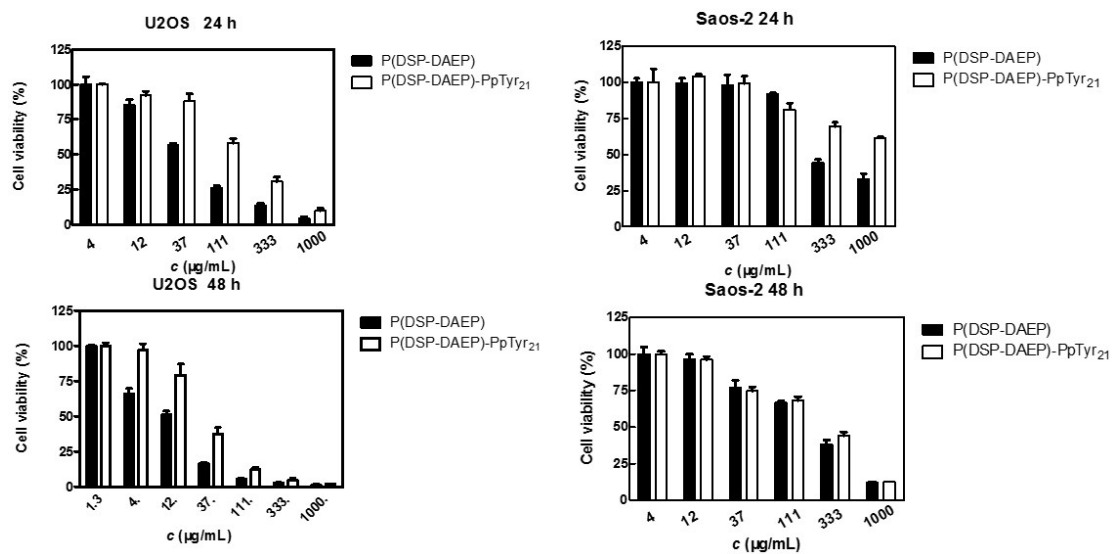 U2OS 24 h
125
100
75
50
25
0
Cell viability (%)
4 12 37 111 333 1000
c (µg/mL)
P(DSP-DAEP)
P(DSP-DAEP)-PpTyr₂₁
Saos-2 24 h
125
100
75
50
25
0
Cell viability (%)
4 12 37 111 333 1000
c (µg/mL)
P(DSP-DAEP)
P(DSP-DAEP)-PpTyr₂₁
U2OS 48 h
125
100
75
50
25
0
Cell viability (%)
1.3 4. 12. 37. 111. 333. 1000.
c (µg/mL)
P(DSP-DAEP)
P(DSP-DAEP)-PpTyr₂₁
Saos-2 48 h
125
100
75
50
25
0
Cell viability (%)
4 12 37 111 333 1000
c (µg/mL)
P(DSP-DAEP)
P(DSP-DAEP)-PpTyr₂₁